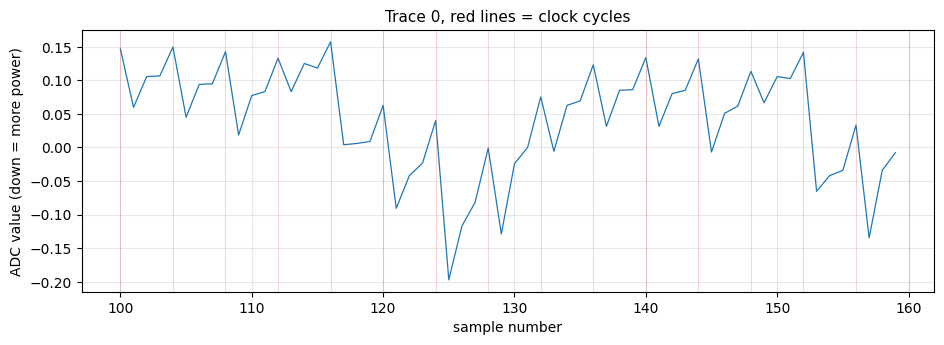 Trace 0, red lines = clock cycles
ADC value (down = more power)
0.15
0.10
0.05
0.00
−0.05
−0.10
−0.15
−0.20
100 110 120 130 140 150 160
sample number